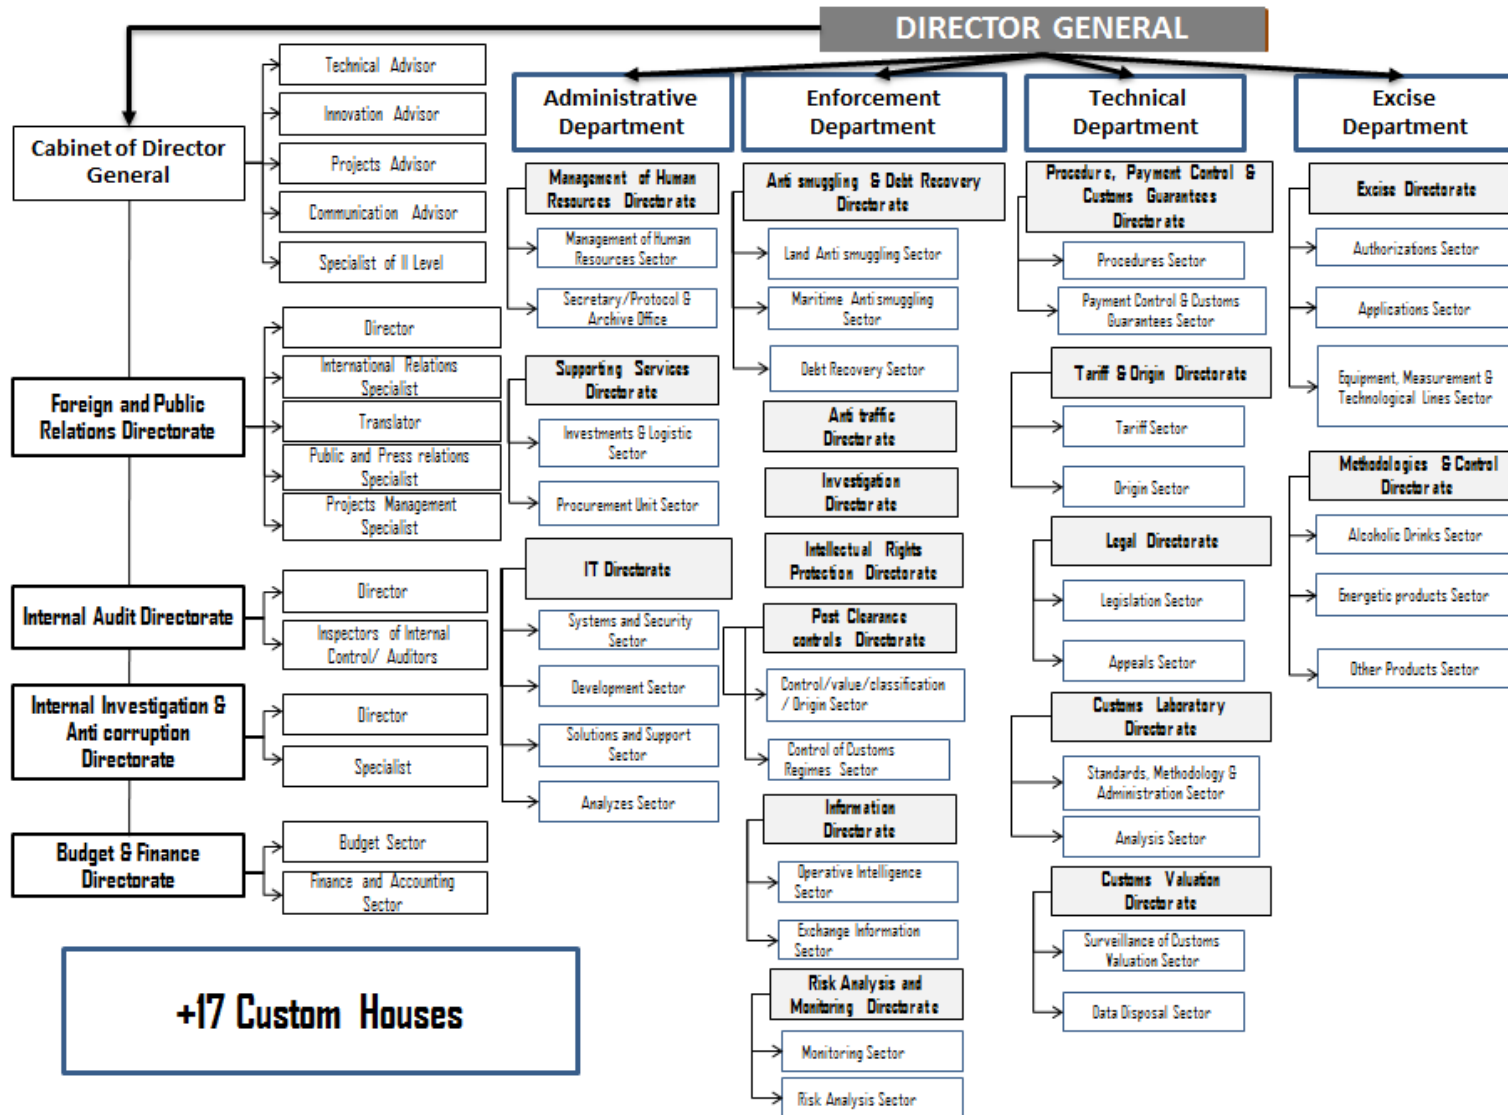 DIRECTOR GENERAL
Cabinet of Director
General
Technical Advisor
Innovation Advisor
Projects Advisor
Communication Advisor
Specialist of II Level
Foreign and Public
Relations Directorate
Director
International Relations
Specialist
Translator
Public and Press relations
Specialist
Projects Management
Specialist
Internal Audit Directorate
Director
Inspectors of Internal
Control/ Auditors
Internal Investigation &
Anti corruption
Directorate
Director
Specialist
Budget & Finance
Directorate
Budget Sector
Finance and Accounting
Sector
+17 Custom Houses
Administrative
Department
Management of Human
Resources Directorate
Management of Human
Resources Sector
Secretary/Protocol &
Archive Office
Supporting Services
Directorate
Investments & Logistic
Sector
Procurement Unit Sector
IT Directorate
Systems and Security
Sector
Development Sector
Solutions and Support
Sector
Analyzes Sector
Enforcement
Department
Anti smuggling & Debt Recovery
Directorate
Land Anti smuggling Sector
Maritime Anti smuggling
Sector
Debt Recovery Sector
Anti traffic
Directorate
Investigation
Directorate
Intellectual Rights
Protection Directorate
Post Clearance
controls Directorate
Control/value/classification
/ Origin Sector
Control of Customs
Regimes Sector
Information
Directorate
Operative Intelligence
Sector
Exchange Information
Sector
Risk Analysis and
Monitoring Directorate
Monitoring Sector
Risk Analysis Sector
Technical
Department
Procedure, Payment Control &
Customs Guarantees
Directorate
Procedures Sector
Payment Control & Customs
Guarantees Sector
Tariff & Origin Directorate
Tariff Sector
Origin Sector
Legal Directorate
Legislation Sector
Appeals Sector
Customs Laboratory
Directorate
Standards, Methodology &
Administration Sector
Analysis Sector
Customs Valuation
Directorate
Surveillance of Customs
Valuation Sector
Data Disposal Sector
Excise
Department
Excise Directorate
Authorizations Sector
Applications Sector
Equipment, Measurement &
Technological Lines Sector
Methodologies & Control
Directorate
Alcoholic Drinks Sector
Energetic products Sector
Other Products Sector